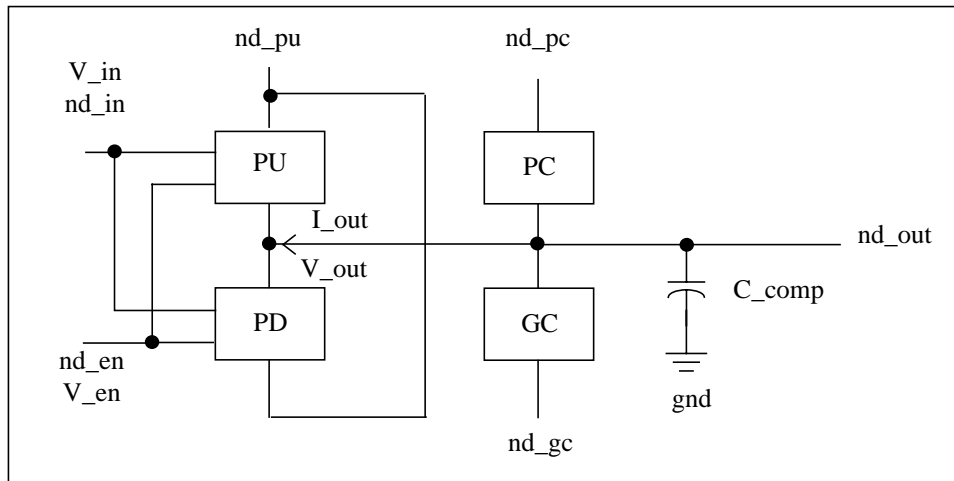 nd_pu
nd_pc
V_in
nd_in
PU
PC
I_out
nd_out
V_out
C_comp
PD
GC
nd_en
V_en
gnd
nd_gc